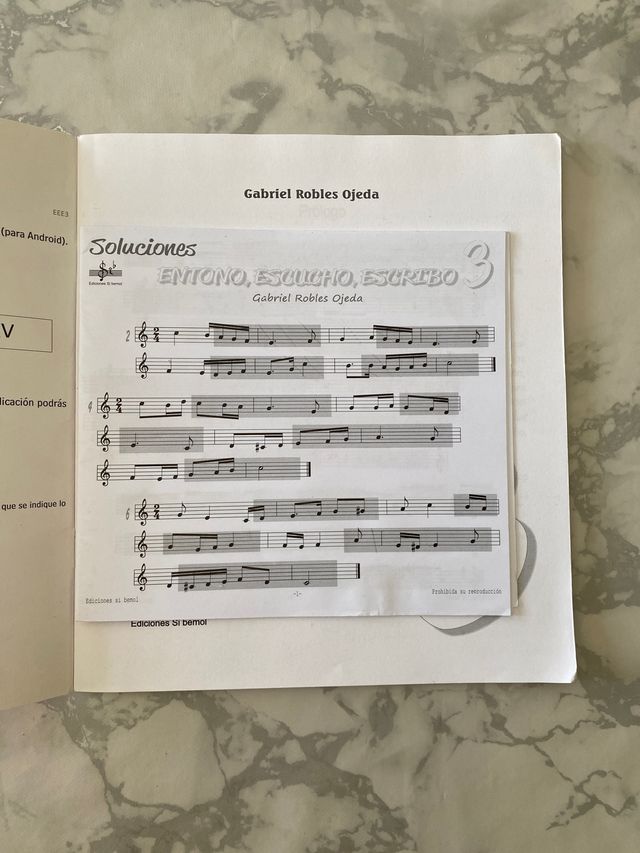 EEE3
(para Android).
V
licación podrás
que se indique lo
Gabriel Robles Ojeda
Prólogo
Soluciones
Ediciones Si bemol
ENTONO, ESCUCHO, ESCRIBO 3
Gabriel Robles Ojeda
2
4
6
Ediciones si bemol
-1-
Prohibida su reproducción
Ediciones Si bemol